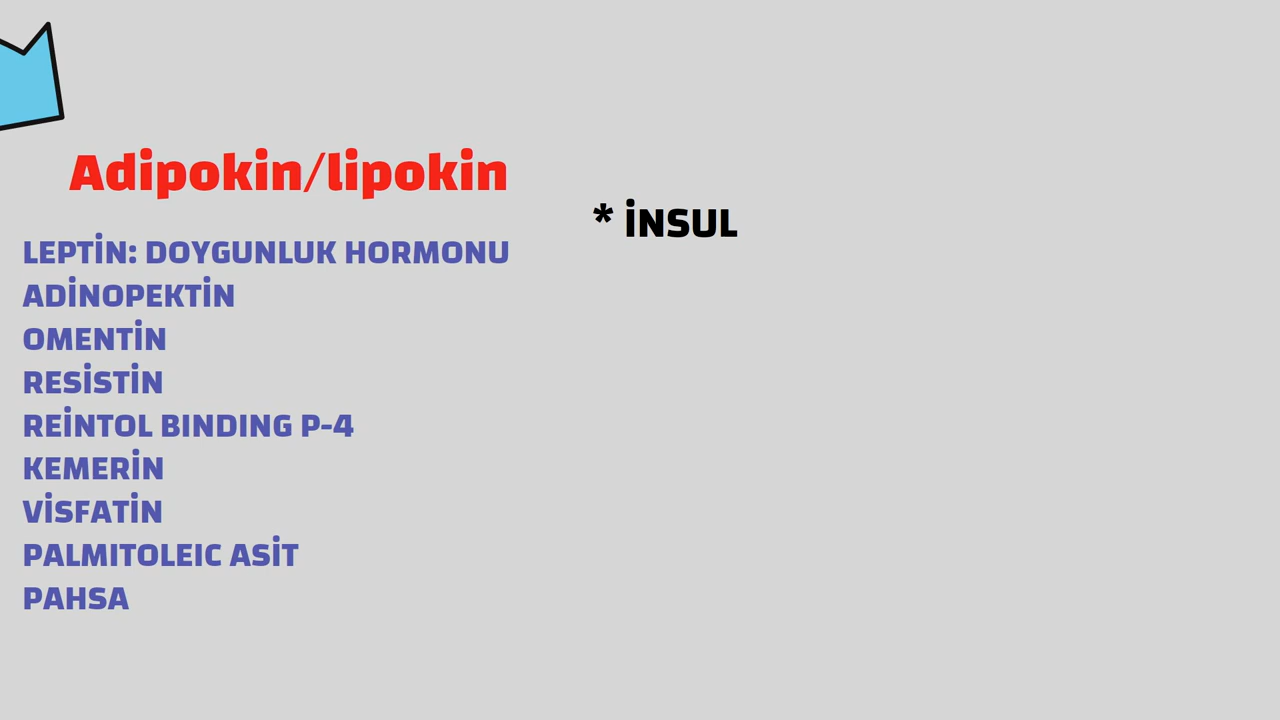 Adipokin/lipokin
LEPTİN: DOYGUNLUK HORMONU
ADİNOPEKTİN
OMENTİN
RESİSTİN
REİNTOL BINDING P-4
KEMERİN
VİSFATİN
PALMITOLEIC ASİT
PAHSA
* İNSUL